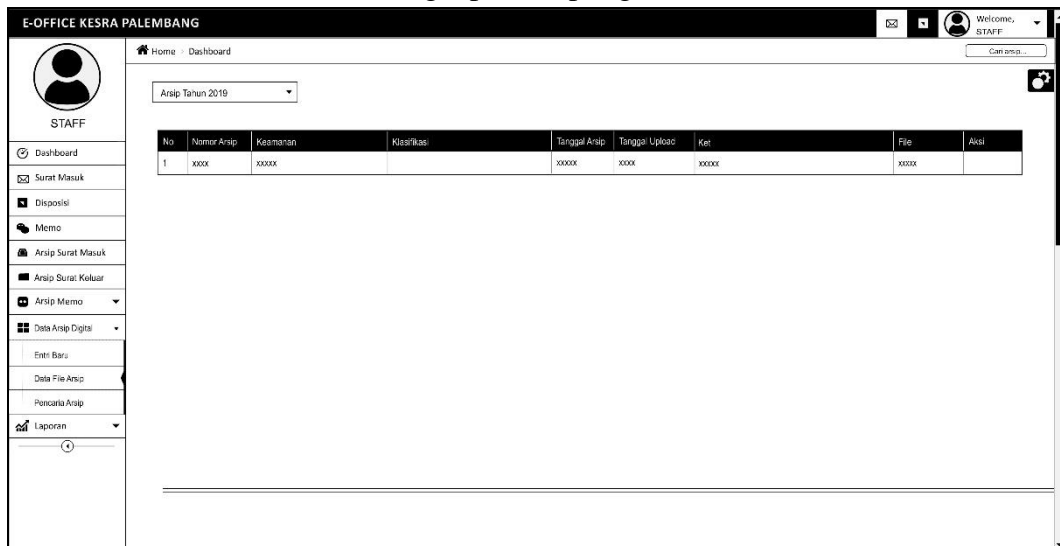 E-OFFICE KESRA PALEMBANG
Welcome,
STAFF
Home > Dashboard
Cari arsip...
STAFF
Arsip Tahun 2019
No Nomor Arsip Keamanan Klasifikasi Tanggal Arsip Tanggal Upload Ket File Aksi
1 xxxx xxxxx xxxxx xxxx xxxxx xxxxx
Dashboard
Surat Masuk
Disposisi
Memo
Arsip Surat Masuk
Arsip Surat Keluar
Arsip Memo
Data Arsip Digital
Entri Baru
Data File Arsip
Pencaria Arsip
Laporan